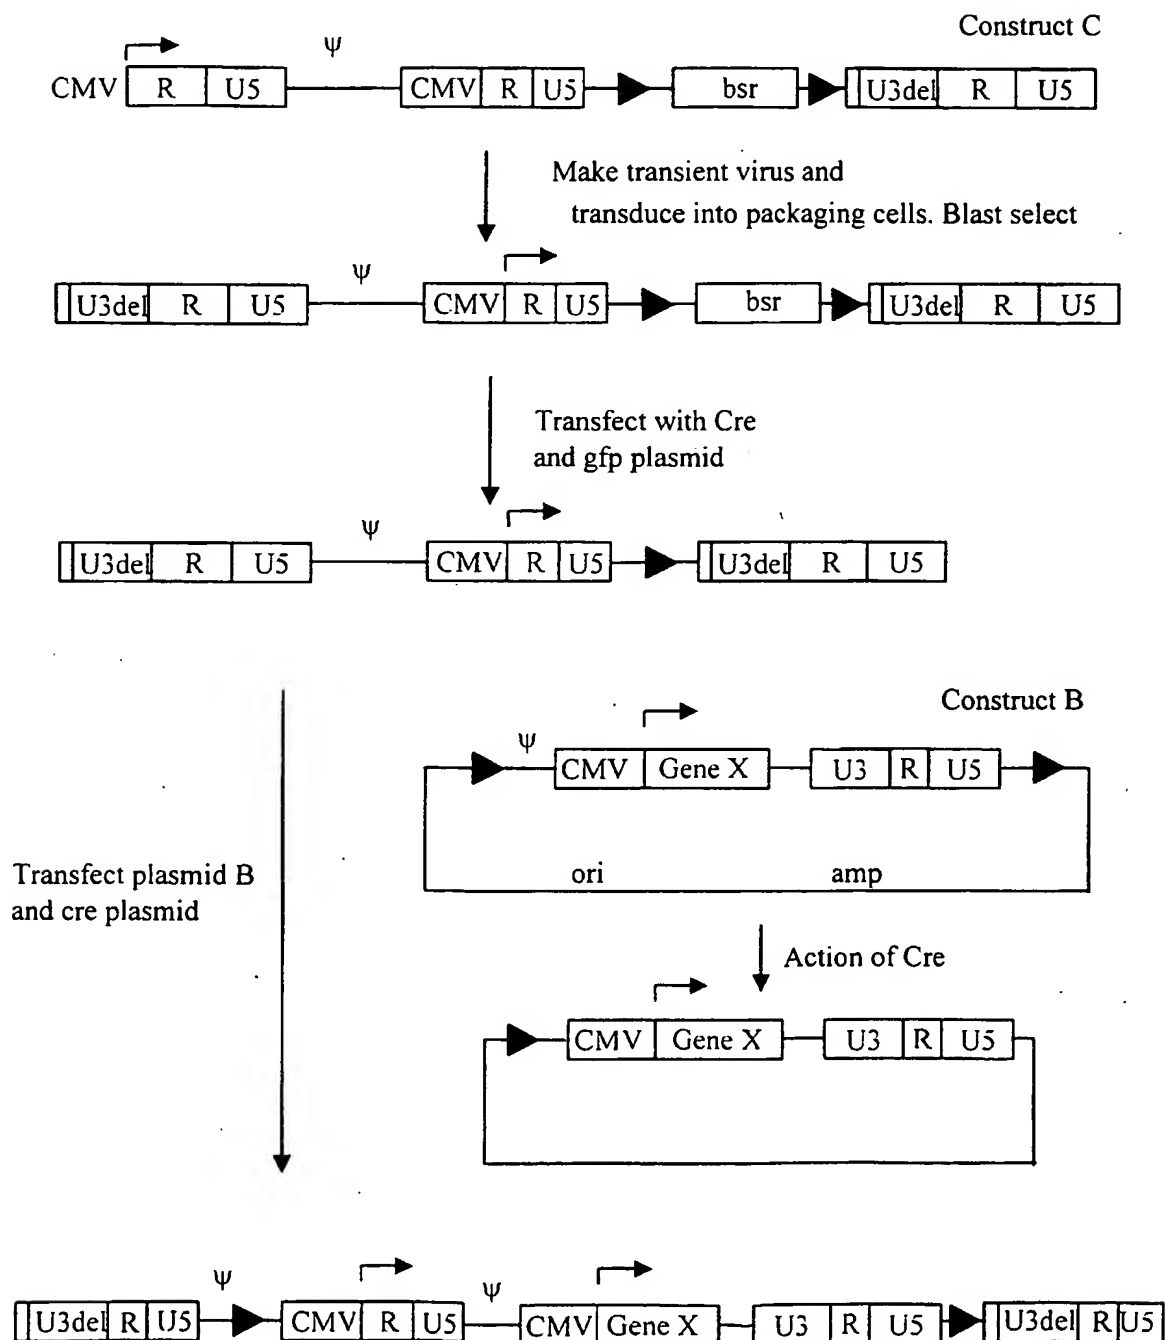 Construct C
ψ
CMV R U5 CMV R U5 bsr U3del R U5
Make transient virus and
transduce into packaging cells. Blast select
ψ
U3del R U5 CMV R U5 bsr U3del R U5
Transfect with Cre
and gfp plasmid
ψ
U3del R U5 CMV R U5 U3del R U5
Construct B
ψ
CMV Gene X U3 R U5
ori amp
Transfect plasmid B
and cre plasmid
Action of Cre
CMV Gene X U3 R U5
ψ ψ
U3del R U5 CMV R U5 CMV Gene X U3 R U5 U3del R U5